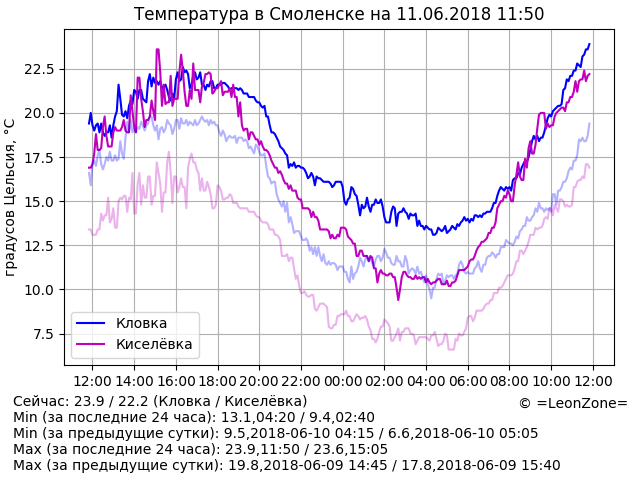 Температура в Смоленске на 11.06.2018 11:50
градусов Цельсия, °C
22.5
20.0
17.5
15.0
12.5
10.0
7.5
Кловка
Киселёвка
12:00 14:00 16:00 18:00 20:00 22:00 00:00 02:00 04:00 06:00 08:00 10:00 12:00
Сейчас: 23.9 / 22.2 (Кловка / Киселёвка)
© =LeonZone=
Min (за последние 24 часа): 13.1,04:20 / 9.4,02:40
Min (за предыдущие сутки): 9.5,2018-06-10 04:15 / 6.6,2018-06-10 05:05
Max (за последние 24 часа): 23.9,11:50 / 23.6,15:05
Max (за предыдущие сутки): 19.8,2018-06-09 14:45 / 17.8,2018-06-09 15:40